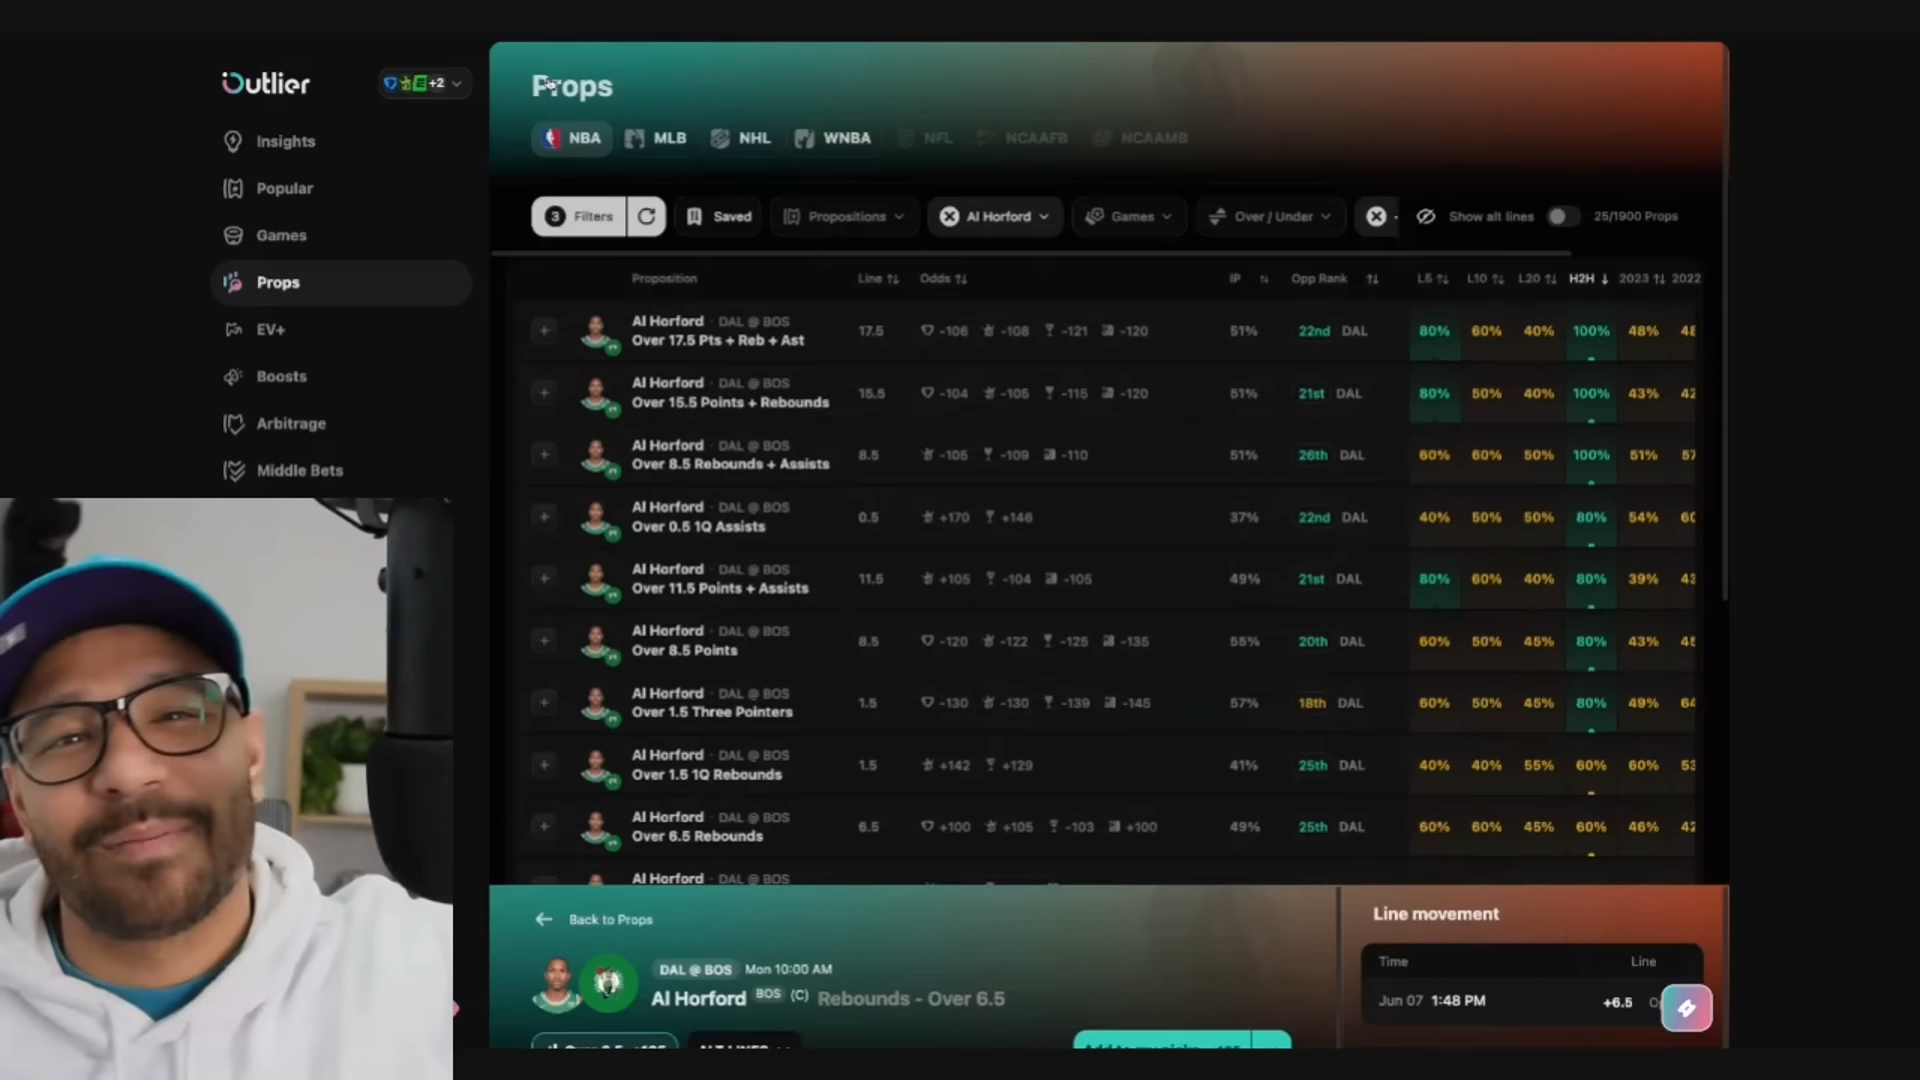 Outlier
+2
Insights
Popular
Games
Props
EV+
Boosts
Arbitrage
Middle Bets
Props
NBA MLB NHL WNBA NFL NCAAFB NCAAMB
3 Filters Saved Propositions Al Horford Games Over / Under Show alt lines 25/1900 Props
Proposition Line Odds IP Opp Rank L5 L10 L20 H2H 2023 2022
Al Horford · DAL @ BOS
Over 17.5 Pts + Reb + Ast 17.5 -106 -108 -121 -120 51% 22nd DAL 80% 60% 40% 100% 48%
Al Horford · DAL @ BOS
Over 15.5 Points + Rebounds 15.5 -104 -105 -115 -120 51% 21st DAL 80% 50% 40% 100% 43% 42
Al Horford · DAL @ BOS
Over 8.5 Rebounds + Assists 8.5 -105 -109 -110 51% 26th DAL 60% 60% 50% 100% 51% 57
Al Horford · DAL @ BOS
Over 0.5 1Q Assists 0.5 +170 +146 37% 22nd DAL 40% 50% 50% 80% 54%
Al Horford · DAL @ BOS
Over 11.5 Points + Assists 11.5 +105 -104 -105 49% 21st DAL 80% 60% 40% 80% 39%
Al Horford · DAL @ BOS
Over 8.5 Points 8.5 -120 -122 -125 -135 55% 20th DAL 60% 50% 45% 80% 43%
Al Horford · DAL @ BOS
Over 1.5 Three Pointers 1.5 -130 -130 -139 -145 57% 18th DAL 60% 50% 45% 80% 49% 64
Al Horford · DAL @ BOS
Over 1.5 1Q Rebounds 1.5 +142 +129 41% 25th DAL 40% 40% 55% 60% 60% 53
Al Horford · DAL @ BOS
Over 6.5 Rebounds 6.5 +100 +105 -103 +100 49% 25th DAL 60% 60% 45% 60% 46% 42
Al Horford · DAL @ BOS
Back to Props
DAL @ BOS Mon 10:00 AM
Al Horford BOS (C) Rebounds - Over 6.5
Line movement
Time Line
Jun 07 1:48 PM +6.5